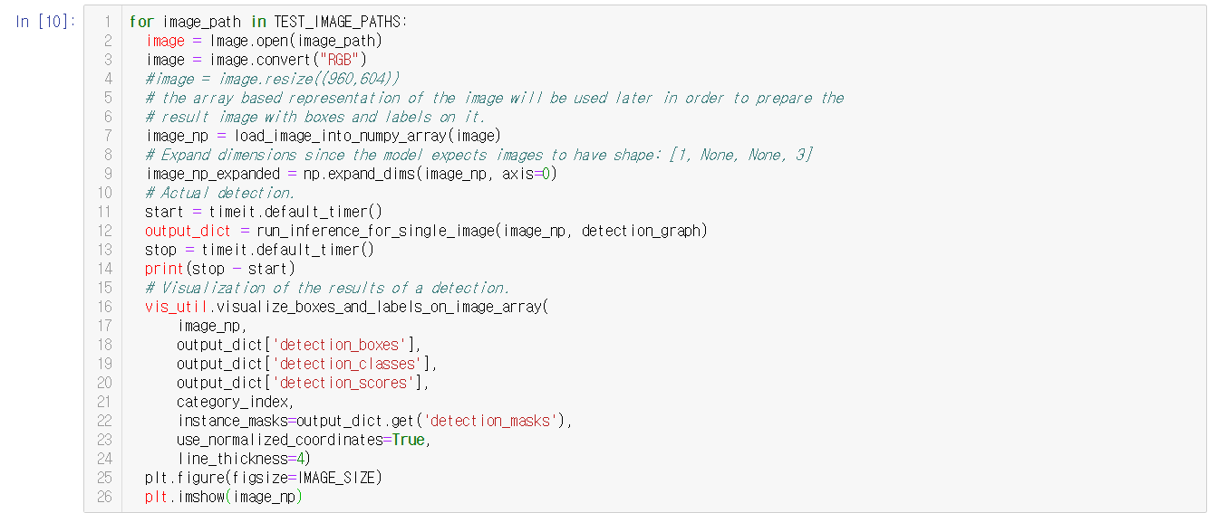 In [10]:
1 for image_path in TEST_IMAGE_PATHS:
2   image = Image.open(image_path)
3   image = image.convert("RGB")
4   #image = image.resize((960,604))
5   # the array based representation of the image will be used later in order to prepare the
6   # result image with boxes and labels on it.
7   image_np = load_image_into_numpy_array(image)
8   # Expand dimensions since the model expects images to have shape: [1, None, None, 3]
9   image_np_expanded = np.expand_dims(image_np, axis=0)
10   # Actual detection.
11   start = timeit.default_timer()
12   output_dict = run_inference_for_single_image(image_np, detection_graph)
13   stop = timeit.default_timer()
14   print(stop - start)
15   # Visualization of the results of a detection.
16   vis_util.visualize_boxes_and_labels_on_image_array(
17       image_np,
18       output_dict['detection_boxes'],
19       output_dict['detection_classes'],
20       output_dict['detection_scores'],
21       category_index,
22       instance_masks=output_dict.get('detection_masks'),
23       use_normalized_coordinates=True,
24       line_thickness=4)
25   plt.figure(figsize=IMAGE_SIZE)
26   plt.imshow(image_np)